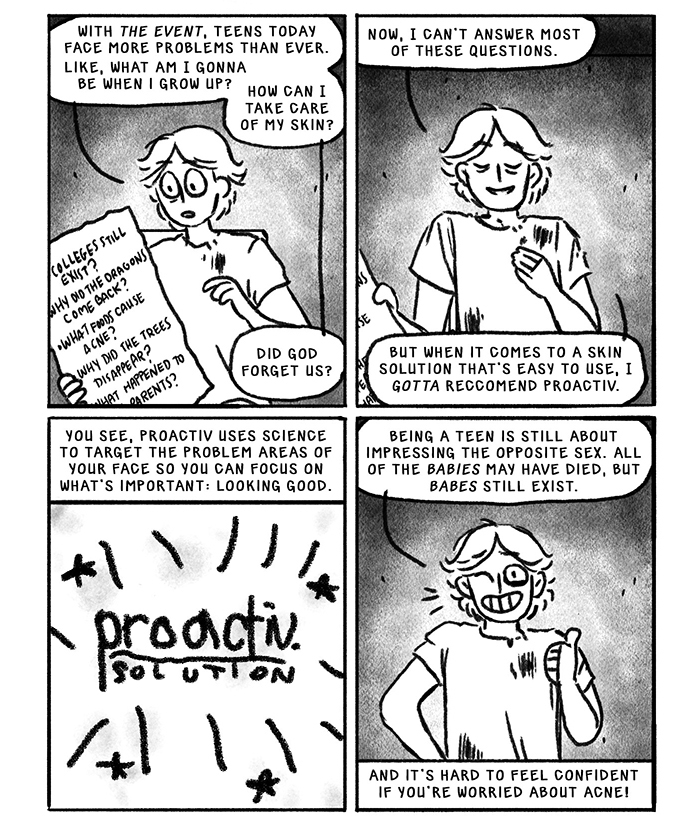 WITH THE EVENT, TEENS TODAY
FACE MORE PROBLEMS THAN EVER.
LIKE, WHAT AM I GONNA
BE WHEN I GROW UP?
HOW CAN I
TAKE CARE
OF MY SKIN?
COLLEGES STILL
EXIST?
WHY DID THE DRAGONS
COME BACK?
•WHAT FOODS CAUSE
ACNE?
WHY DID THE TREES
DISAPPEAR?
WHAT HAPPENED TO
PARENTS?
DID GOD
FORGET US?
NOW, I CAN'T ANSWER MOST
OF THESE QUESTIONS.
BUT WHEN IT COMES TO A SKIN
SOLUTION THAT'S EASY TO USE, I
GOTTA RECCOMEND PROACTIV.
YOU SEE, PROACTIV USES SCIENCE
TO TARGET THE PROBLEM AREAS OF
YOUR FACE SO YOU CAN FOCUS ON
WHAT'S IMPORTANT: LOOKING GOOD.
proactiv.
SOLUTION
BEING A TEEN IS STILL ABOUT
IMPRESSING THE OPPOSITE SEX. ALL
OF THE BABIES MAY HAVE DIED, BUT
BABES STILL EXIST.
AND IT'S HARD TO FEEL CONFIDENT
IF YOU'RE WORRIED ABOUT ACNE!